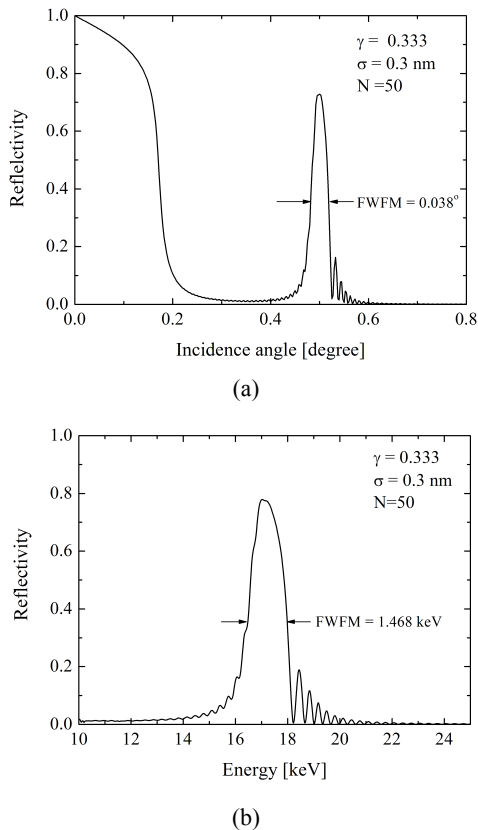 1.0
0.8
0.6
0.4
0.2
0.0
Reflelctivity
γ = 0.333
σ = 0.3 nm
N =50
FWFM = 0.038°
0.0 0.2 0.4 0.6 0.8
Incidence angle [degree]
(a)
1.0
0.8
0.6
0.4
0.2
0.0
Reflectivity
γ = 0.333
σ = 0.3 nm
N=50
FWFM = 1.468 keV
10 12 14 16 18 20 22 24
Energy [keV]
(b)